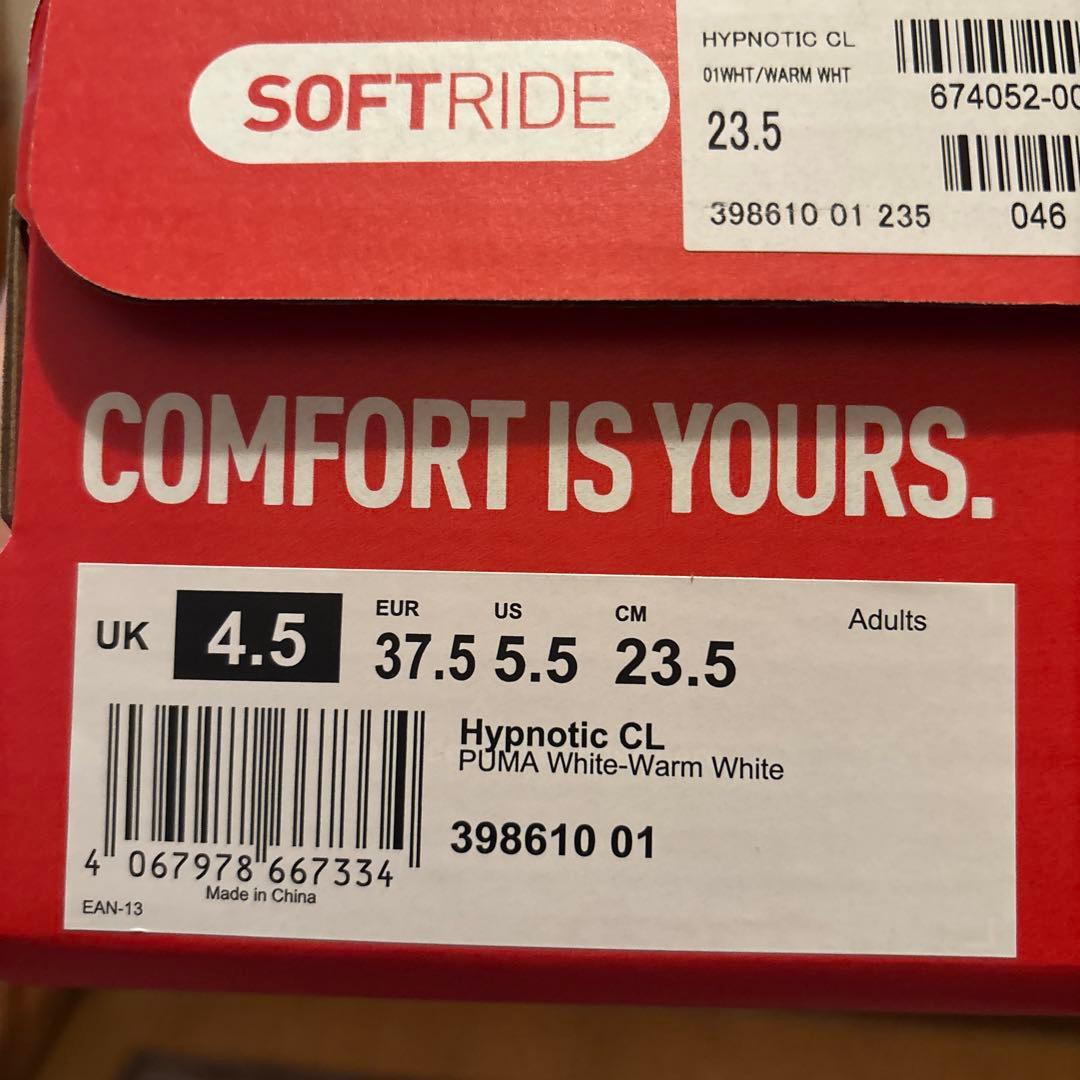 SOFTRIDE
HYPNOTIC CL
01WHT/WARM WHT
674052-00
23.5
398610 01 235 046
COMFORT IS YOURS.
UK 4.5
EUR US CM Adults
37.5 5.5 23.5
Hypnotic CL
PUMA White-Warm White
398610 01
4 067978 667334
Made in China
EAN-13